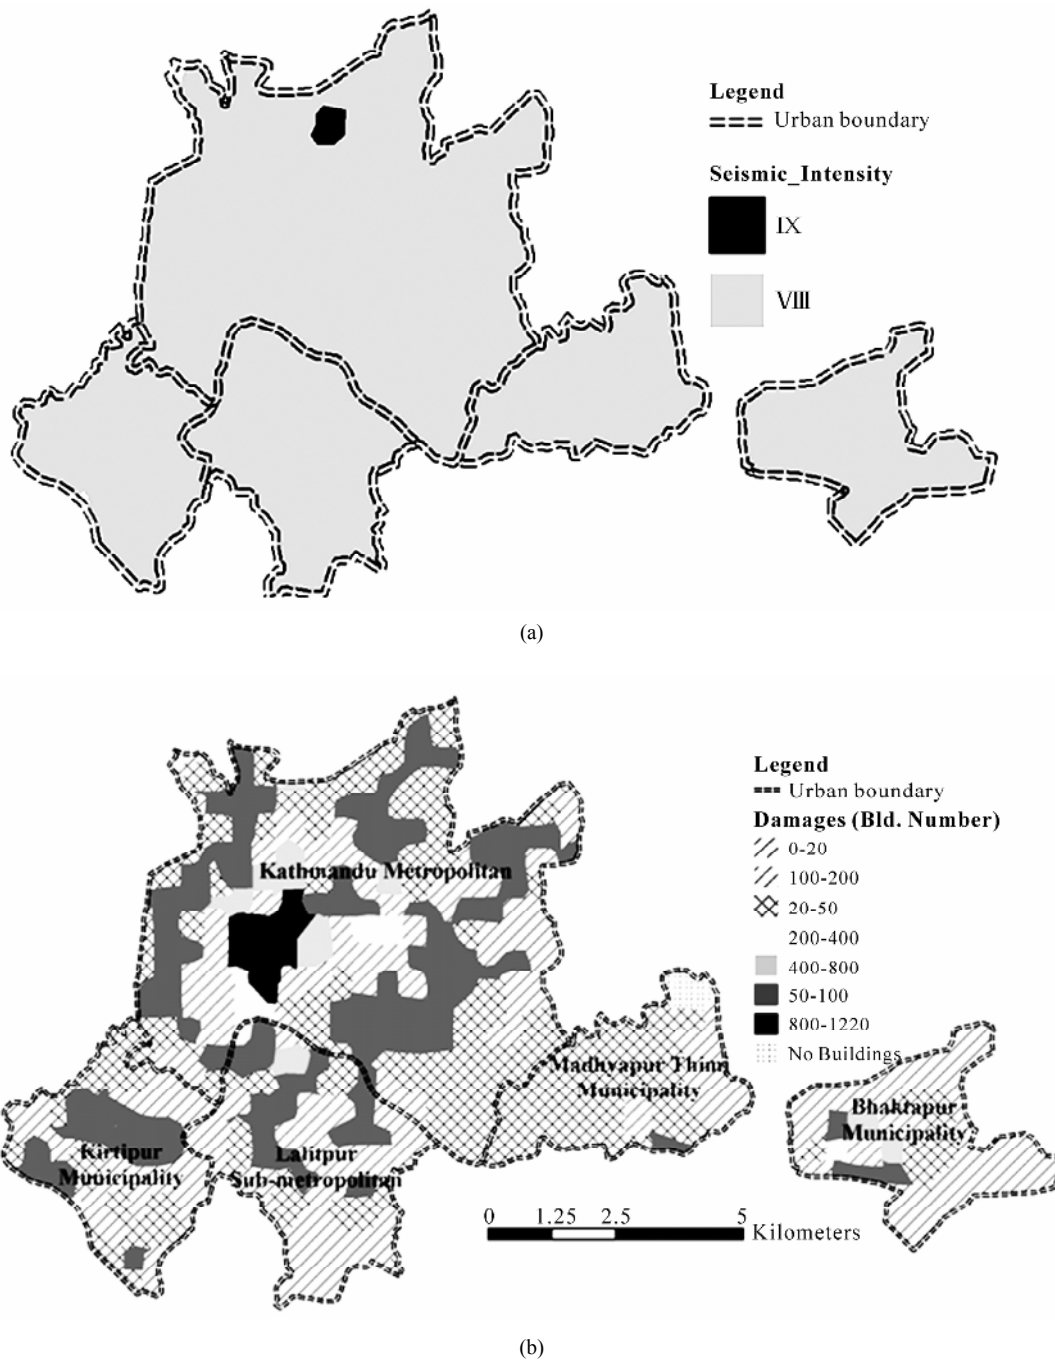 Legend
Urban boundary
Seismic_Intensity
IX
VIII
(a)
Legend
Urban boundary
Damages (Bld. Number)
0-20
100-200
20-50
200-400
400-800
50-100
800-1220
No Buildings
Kathmandu Metropolitan
Madhyapur Thimi
Municipality
Bhaktapur
Municipality
Kirtipur
Municipality
Lalitpur
Sub-metropolitan
0 1.25 2.5 5
Kilometers
(b)